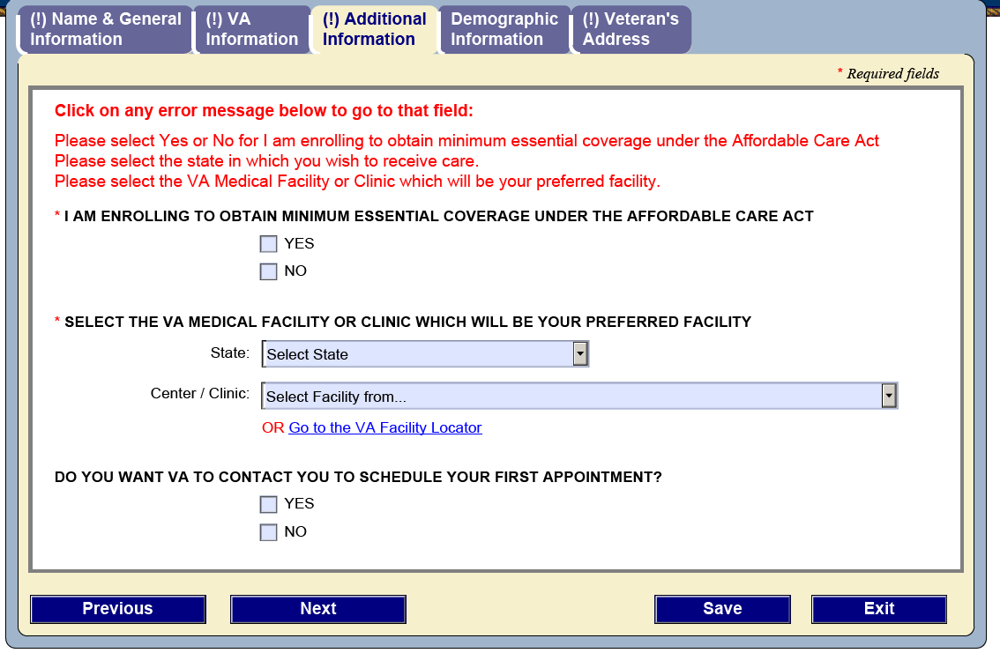 (!) Name & General
Information
(!) VA
Information
(!) Additional
Information
Demographic
Information
(!) Veteran's
Address
* Required fields
Click on any error message below to go to that field:
Please select Yes or No for I am enrolling to obtain minimum essential coverage under the Affordable Care Act
Please select the state in which you wish to receive care.
Please select the VA Medical Facility or Clinic which will be your preferred facility.
* I AM ENROLLING TO OBTAIN MINIMUM ESSENTIAL COVERAGE UNDER THE AFFORDABLE CARE ACT
YES
NO
* SELECT THE VA MEDICAL FACILITY OR CLINIC WHICH WILL BE YOUR PREFERRED FACILITY
State: Select State
Center / Clinic: Select Facility from...
OR Go to the VA Facility Locator
DO YOU WANT VA TO CONTACT YOU TO SCHEDULE YOUR FIRST APPOINTMENT?
YES
NO
Previous Next Save Exit